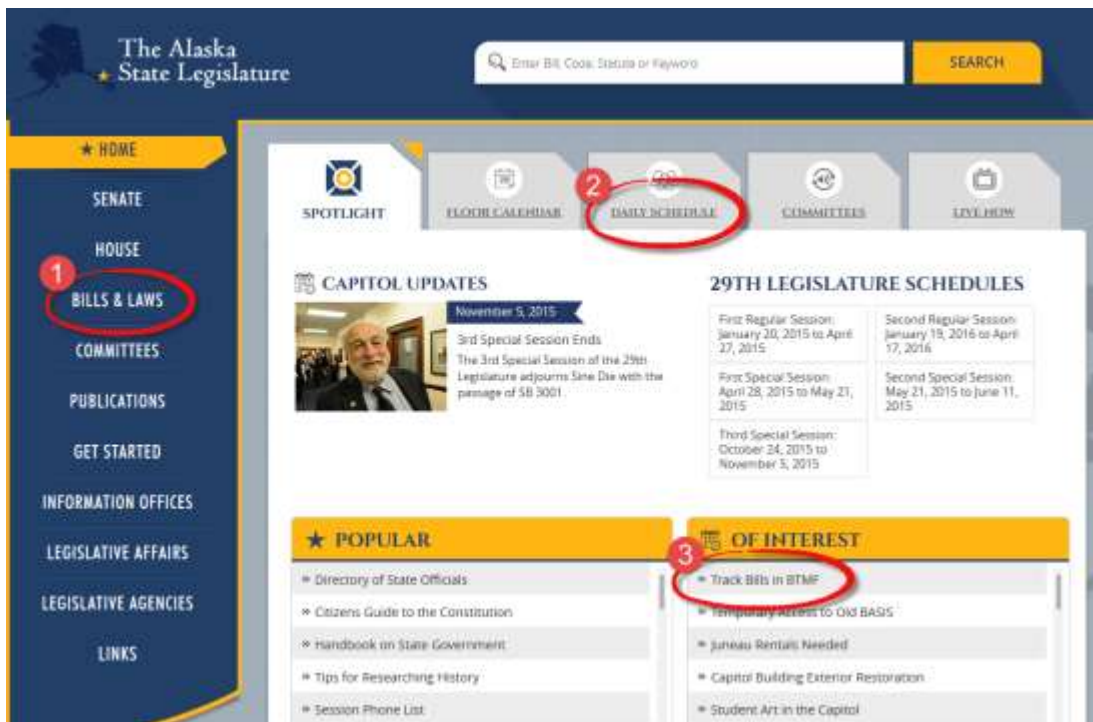 The Alaska
State Legislature
Enter Bill, Code, Statute or Keyword
SEARCH
★ HOME
SENATE
HOUSE
1
BILLS & LAWS
COMMITTEES
PUBLICATIONS
GET STARTED
INFORMATION OFFICES
LEGISLATIVE AFFAIRS
LEGISLATIVE AGENCIES
LINKS
SPOTLIGHT
FLOOR CALENDAR
2
DAILY SCHEDULE
COMMITTEES
LIVE NOW
CAPITOL UPDATES
November 5, 2015
3rd Special Session Ends
The 3rd Special Session of the 29th
Legislature adjourns Sine Die with the
passage of SB 3001
29TH LEGISLATURE SCHEDULES
First Regular Session:
January 20, 2015 to April
27, 2015
Second Regular Session:
January 19, 2016 to April
17, 2016
First Special Session:
April 28, 2015 to May 21,
2015
Second Special Session:
May 21, 2015 to June 11,
2015
Third Special Session:
October 24, 2015 to
November 5, 2015
★ POPULAR
» Directory of State Officials
» Citizens Guide to the Constitution
» Handbook on State Government
» Tips for Researching History
» Session Phone List
OF INTEREST
3
» Track Bills in BTMF
» Temporary Access to Old BASIS
» Juneau Rentals Needed
» Capitol Building Exterior Restoration
» Student Art in the Capitol